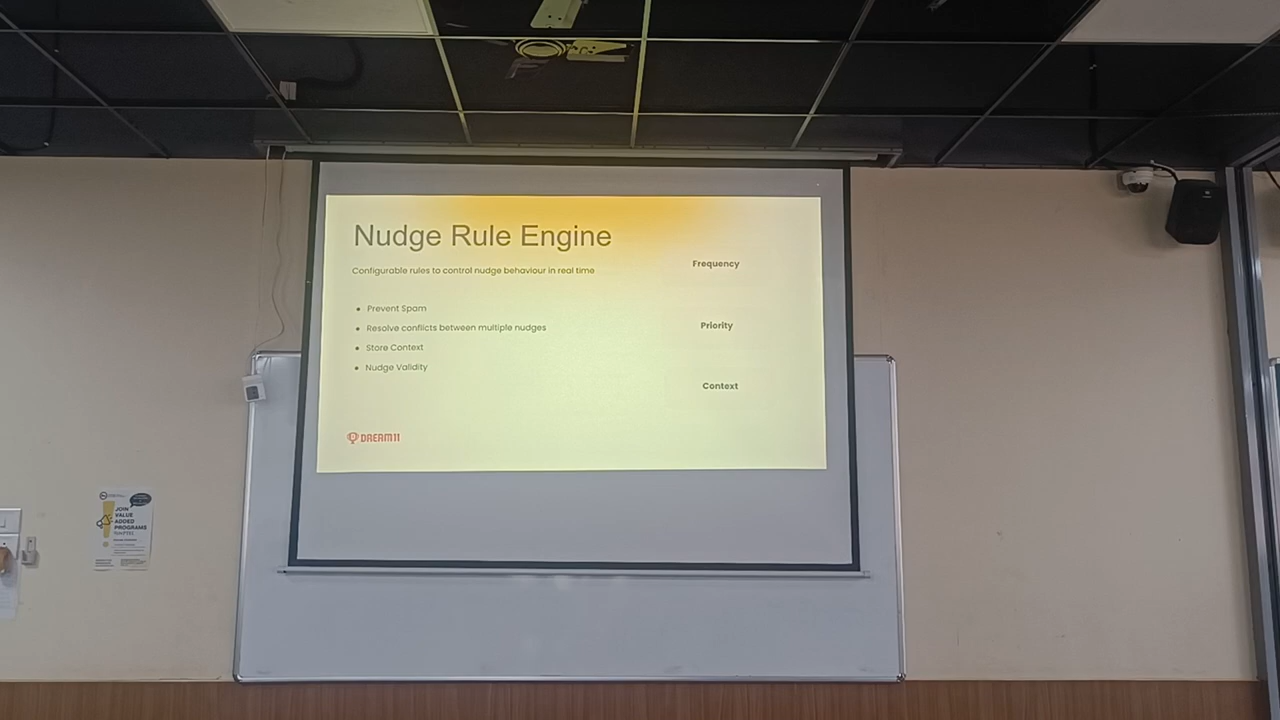 Nudge Rule Engine
Configurable rules to control nudge behaviour in real time
• Prevent Spam
• Resolve conflicts between multiple nudges
• Store Context
• Nudge Validity
Frequency
Priority
Context
DREAM11
JOIN
VALUE
ADDED
PROGRAMS